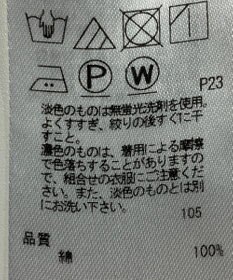 P W
P23
淡色のものは無蛍光洗剤を使用。
よくすすぎ、絞りの後すぐに干
すこと。
濃色のものは、着用による摩擦
で色落ちすることがありますの
で、組合せの衣服にご注意くだ
さい。また、淡色のものとは別
にお洗い下さい。
105
品質
綿 100%